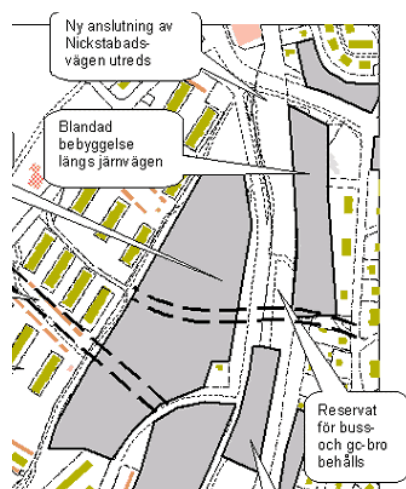 Ny anslutning av
Nickstabads-
vägen utreds
Blandad
bebyggelse
längs järnvägen
Reservat
för buss-
och gc-bro
behålls